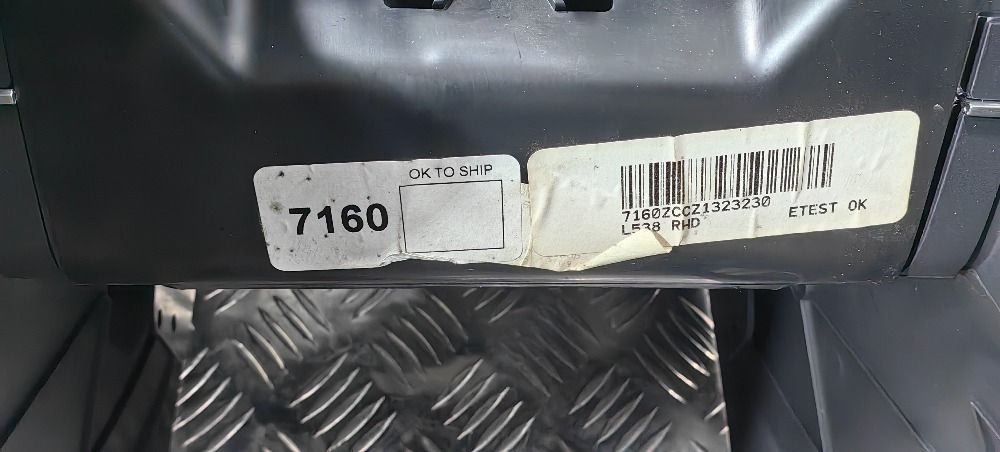 OK TO SHIP
7160
7160ZCCZ1323230
L538 RHD
ETEST OK